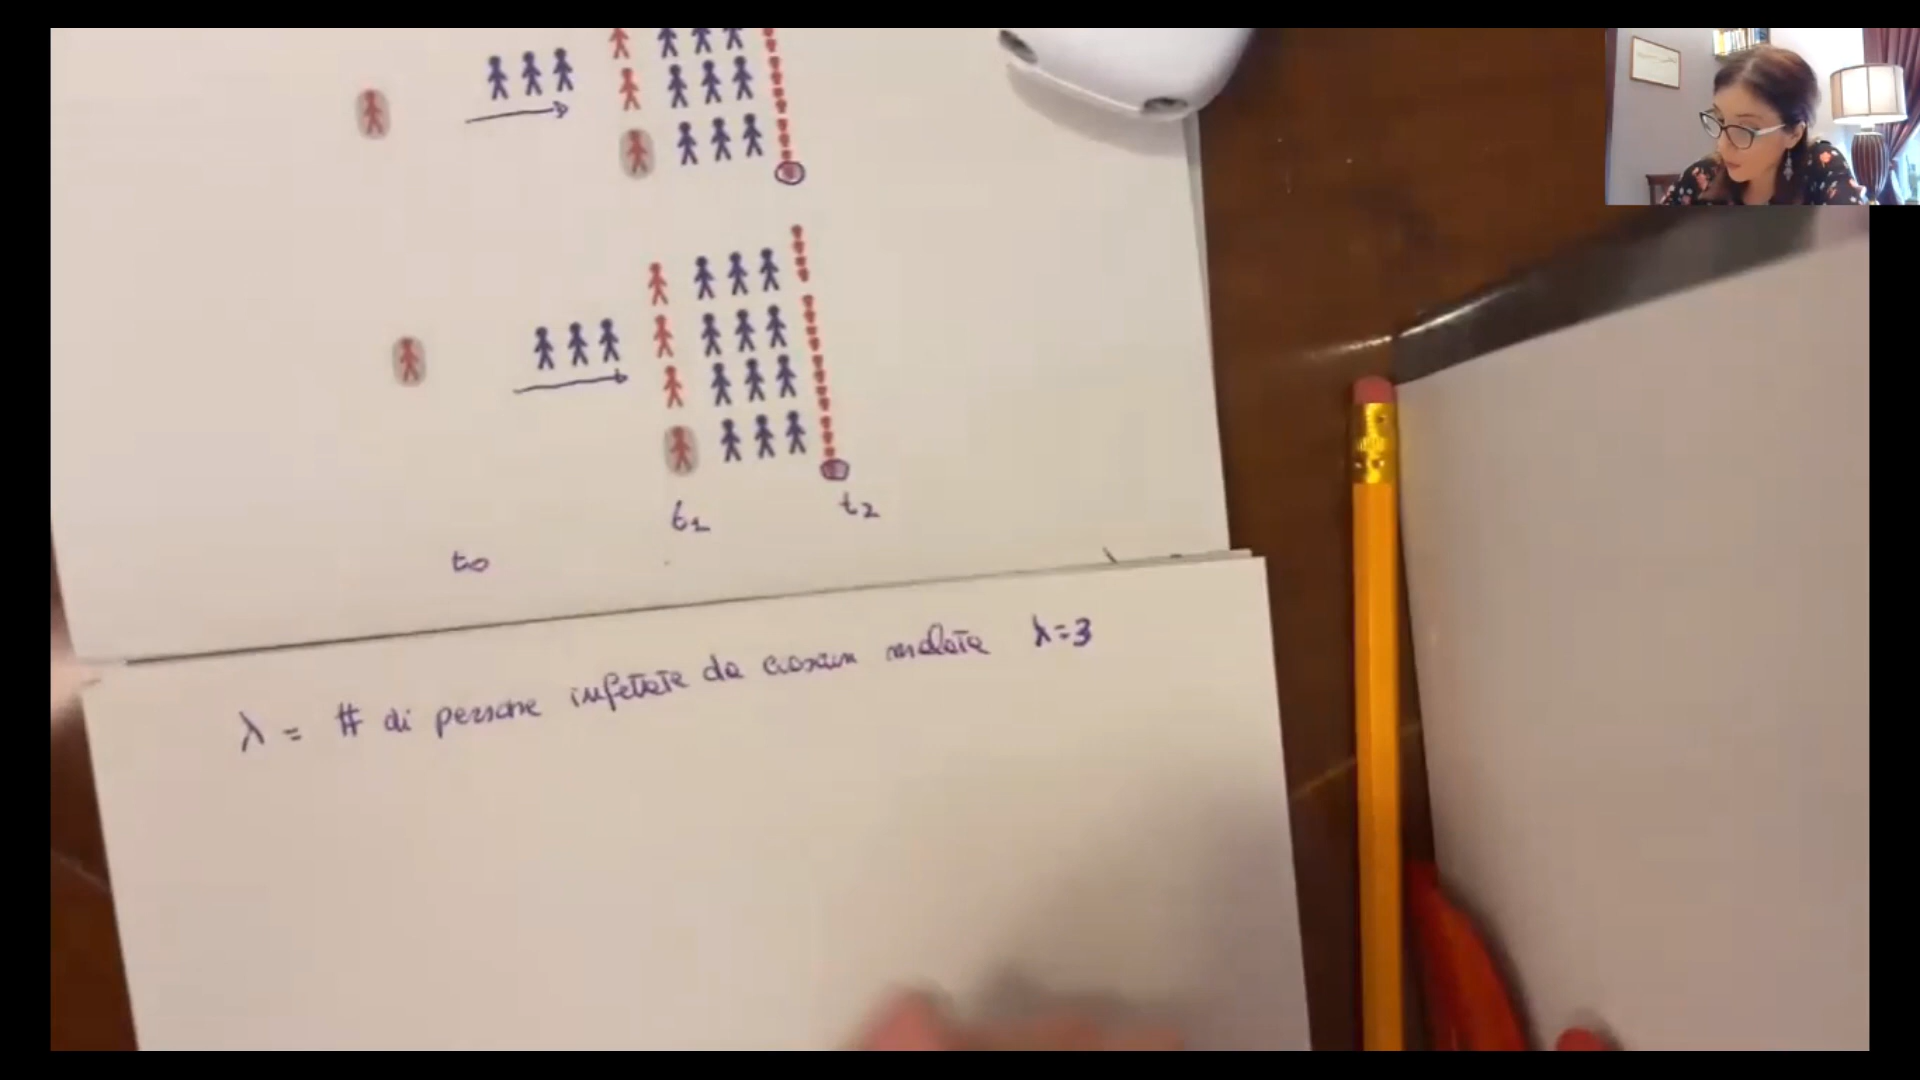 t₁ t₂
t₀
λ = # di persone infettate da ciascun malato λ=3